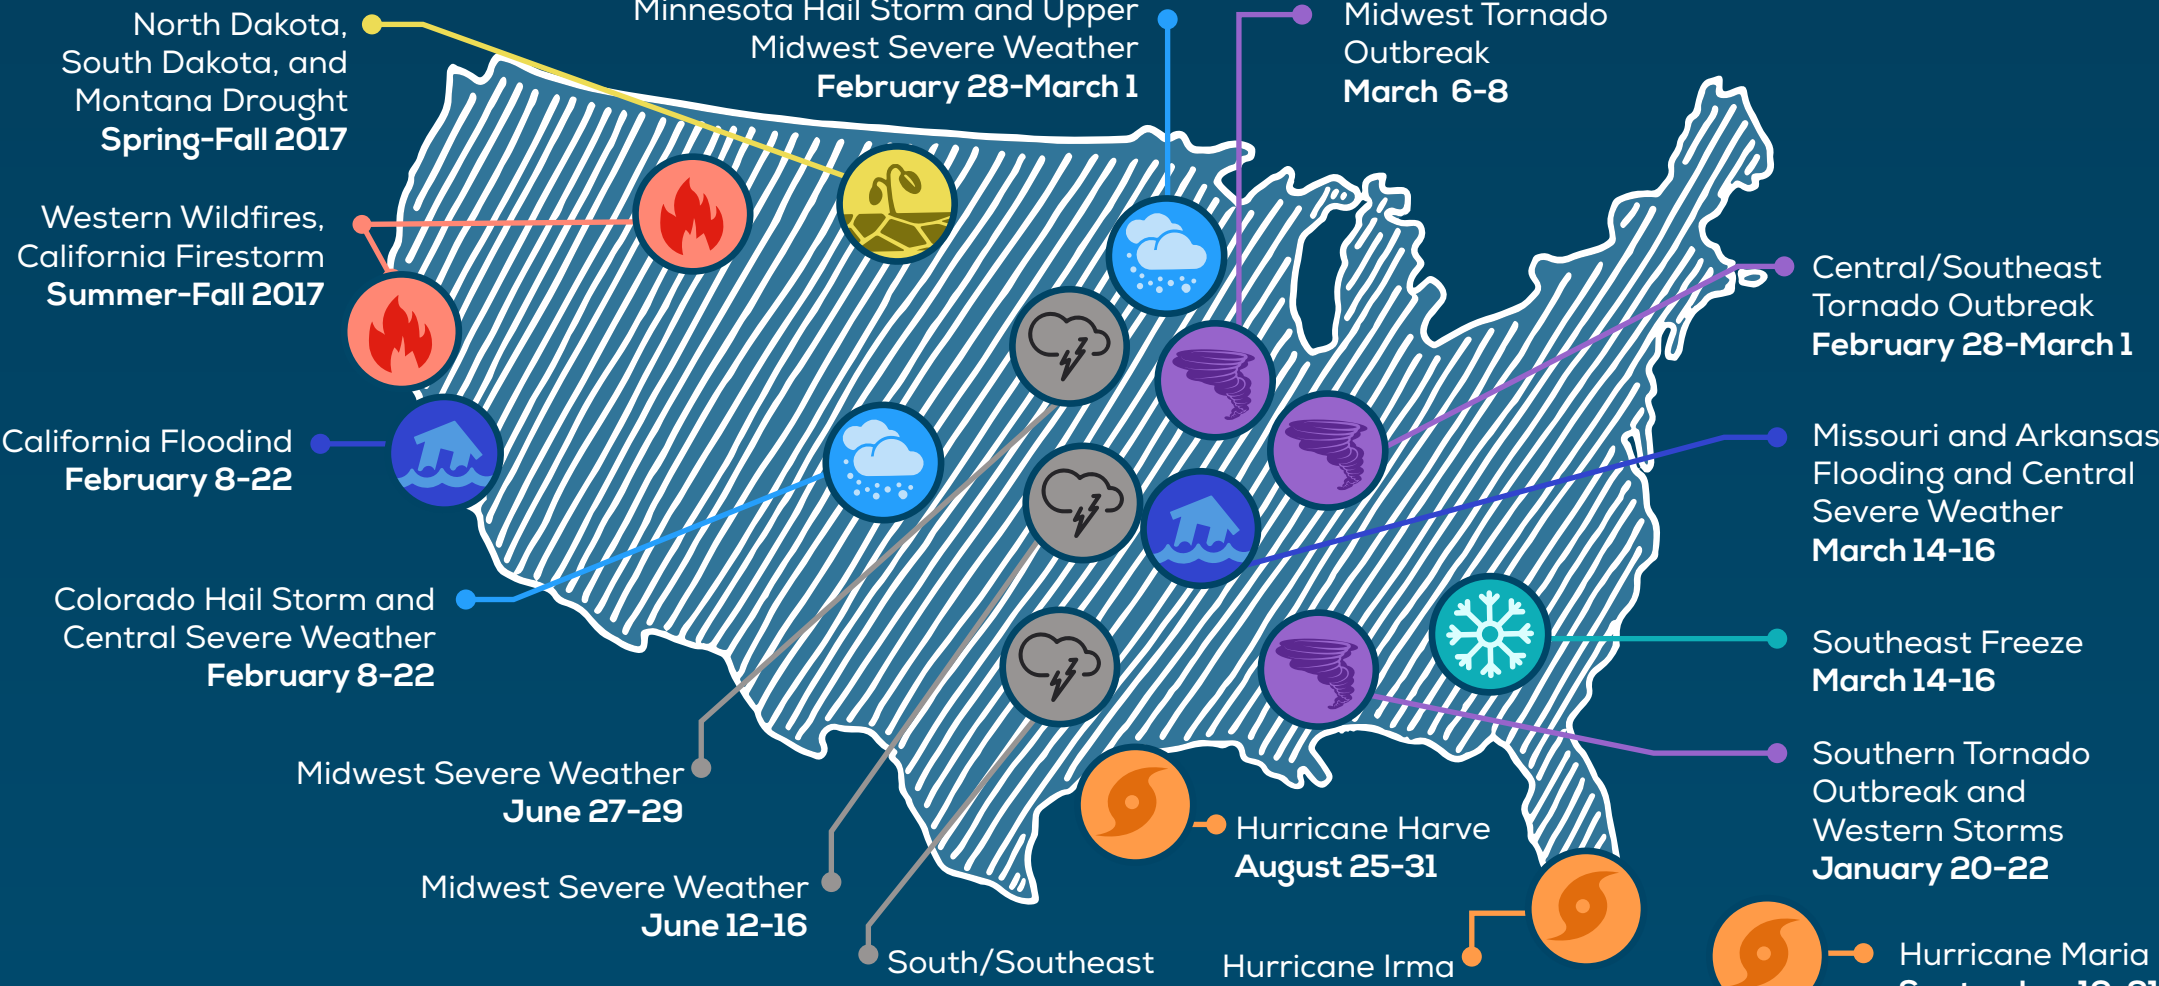 North Dakota,
South Dakota, and
Montana Drought
Spring-Fall 2017
Minnesota Hail Storm and Upper
Midwest Severe Weather
February 28-March 1
Midwest Tornado
Outbreak
March 6-8
Western Wildfires,
California Firestorm
Summer-Fall 2017
Central/Southeast
Tornado Outbreak
February 28-March 1
California Floodind
February 8-22
Missouri and Arkansas
Flooding and Central
Severe Weather
March 14-16
Colorado Hail Storm and
Central Severe Weather
February 8-22
Southeast Freeze
March 14-16
Midwest Severe Weather
June 27-29
Southern Tornado
Outbreak and
Western Storms
January 20-22
Hurricane Harve
August 25-31
Midwest Severe Weather
June 12-16
South/Southeast
Hurricane Irma
Hurricane Maria